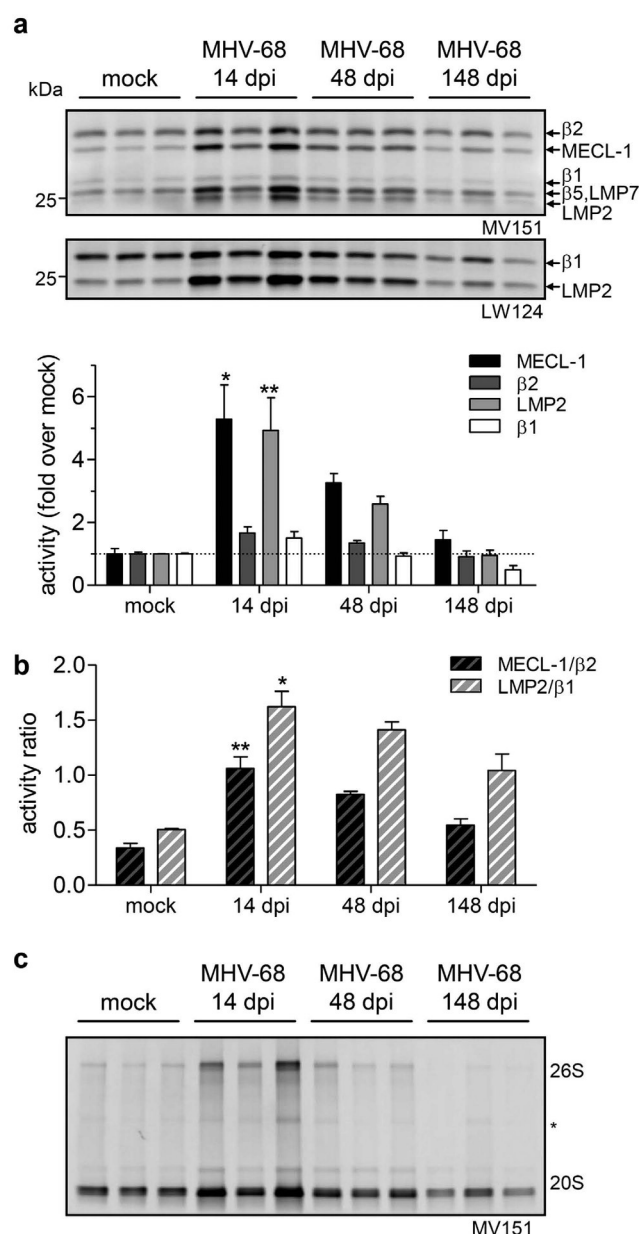 a
MHV-68 MHV-68 MHV-68
kDa mock 14 dpi 48 dpi 148 dpi
β2
MECL-1
β1
β5,LMP7
25
LMP2
MV151
β1
25
LMP2
LW124
MECL-1
β2
LMP2
β1
activity (fold over mock)
6
4
2
0
* **
mock 14 dpi 48 dpi 148 dpi
b
MECL-1/β2
LMP2/β1
activity ratio
2.0
1.5
1.0
0.5
0.0
** *
mock 14 dpi 48 dpi 148 dpi
c
MHV-68 MHV-68 MHV-68
mock 14 dpi 48 dpi 148 dpi
26S
*
20S
MV151